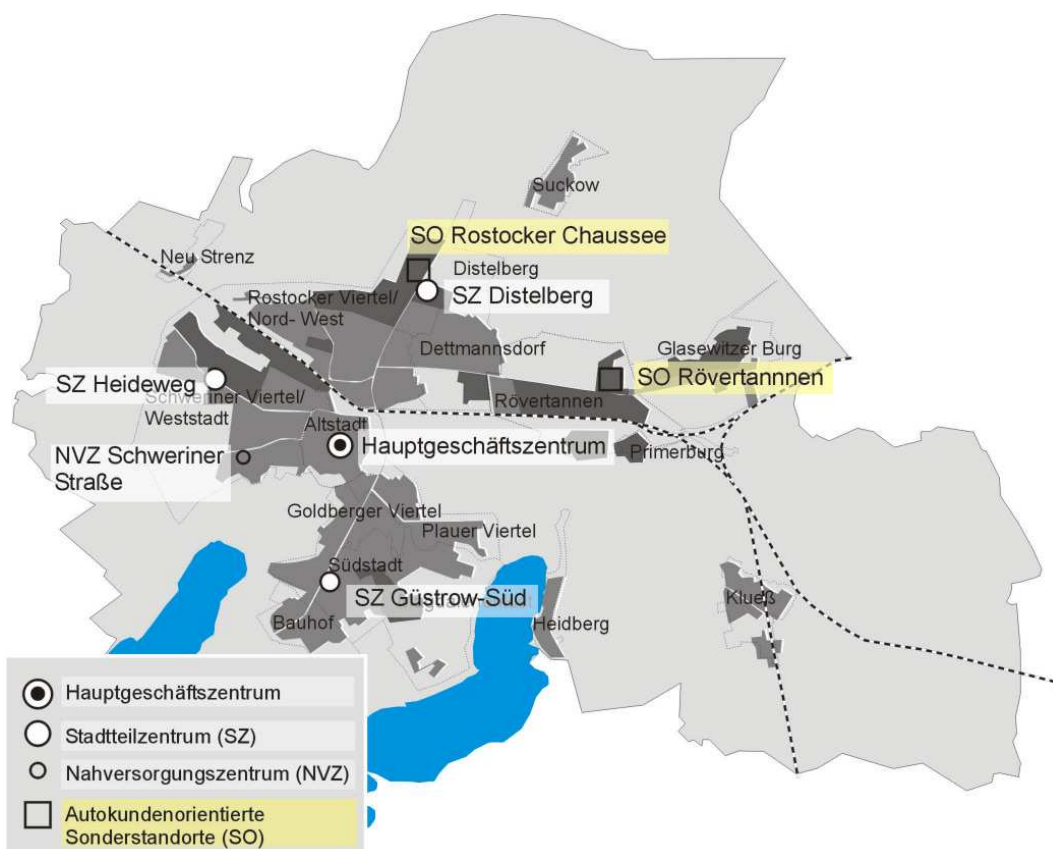 Suckow
SO Rostocker Chaussee
Neu Strenz
Distelberg
Rostocker Viertel/
Nord- West
SZ Distelberg
Dettmannsdorf
Glasewitzer Burg
SZ Heideweg
SO Rövertannnen
Schweriner Viertel/
Weststadt
Rövertannen
Altstadt
Hauptgeschäftszentrum
Primerburg
NVZ Schweriner
Straße
Goldberger Viertel
Plauer Viertel
Südstadt
SZ Güstrow-Süd
Klueß
Bauhof
Heidberg
Hauptgeschäftszentrum
Stadtteilzentrum (SZ)
Nahversorgungszentrum (NVZ)
Autokundenorientierte
Sonderstandorte (SO)